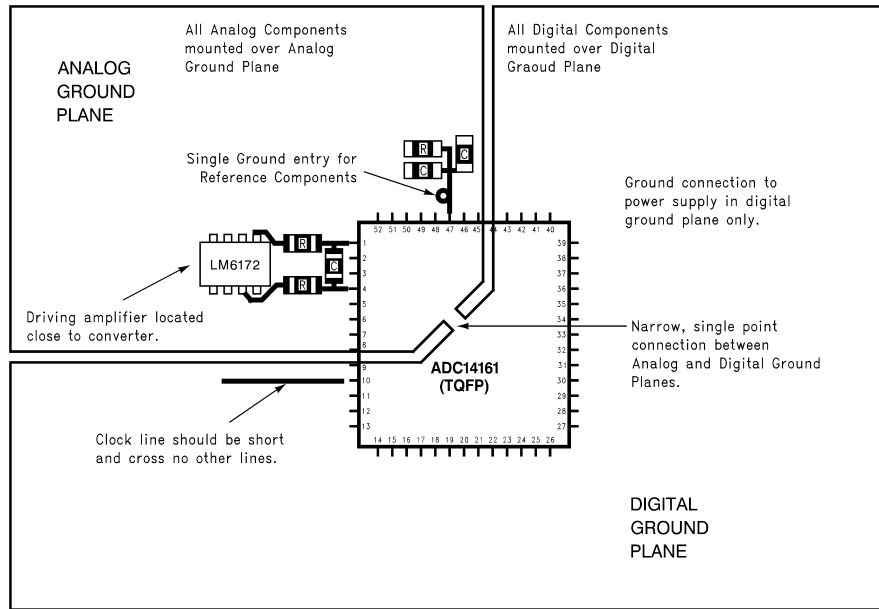 All Analog Components
mounted over Analog
Ground Plane
All Digital Components
mounted over Digital
Graoud Plane
ANALOG
GROUND
PLANE
Single Ground entry for
Reference Components
R
C
C
Ground connection to
power supply in digital
ground plane only.
52 51 50 49 48 47 46 45 44 43 42 41 40
LM6172
R
C
R
1
2
3
4
5
6
7
8
9
10
11
12
13
39
38
37
36
35
34
33
32
31
30
29
28
27
Driving amplifier located
close to converter.
Narrow, single point
connection between
Analog and Digital Ground
Planes.
ADC14161
(TQFP)
Clock line should be short
and cross no other lines.
14 15 16 17 18 19 20 21 22 23 24 25 26
DIGITAL
GROUND
PLANE